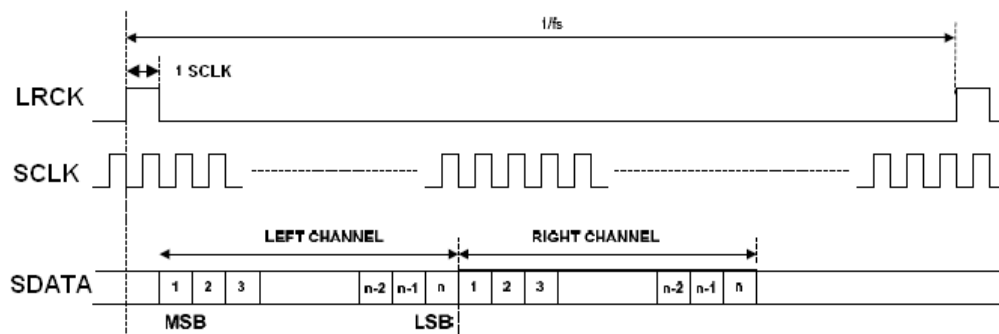 1/fs
1 SCLK
LRCK
SCLK
LEFT CHANNEL RIGHT CHANNEL
SDATA 1 2 3 n-2 n-1 n 1 2 3 n-2 n-1 n
MSB LSB